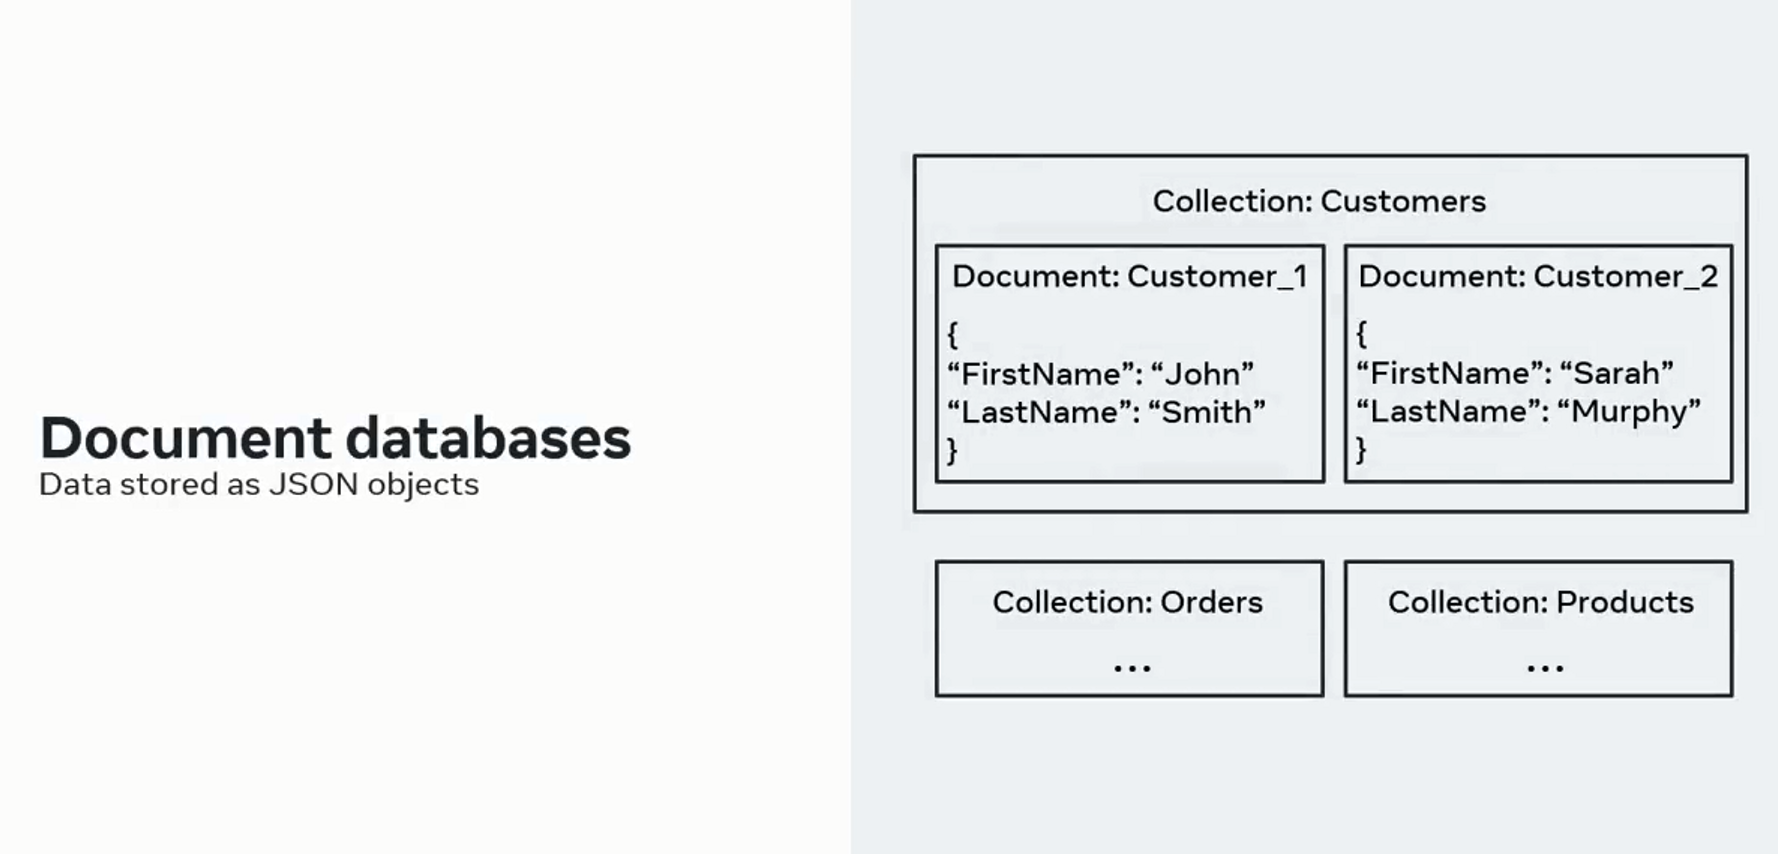 Document databases
Data stored as JSON objects
Collection: Customers
Document: Customer_1
{
“FirstName”: “John”
“LastName”: “Smith”
}
Document: Customer_2
{
“FirstName”: “Sarah”
“LastName”: “Murphy”
}
Collection: Orders
...
Collection: Products
...